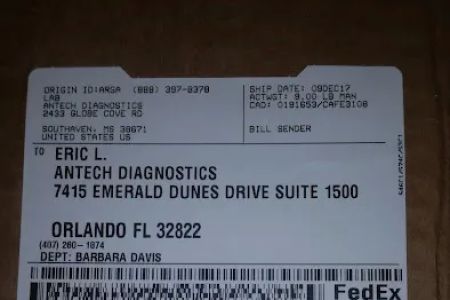 ORIGIN ID:ARGA (888) 397-8378
LAB
ANTECH DIAGNOSTICS
2433 GLOBE COVE RD
SOUTHAVEN, MS 38671
UNITED STATES US
SHIP DATE: 09DEC17
ACTWGT: 9.00 LB MAN
CAD: 0191653/CAFE3108
BILL SENDER
TO ERIC L.
ANTECH DIAGNOSTICS
7415 EMERALD DUNES DRIVE SUITE 1500
ORLANDO FL 32822
(407) 260-1874
DEPT: BARBARA DAVIS
FedEx